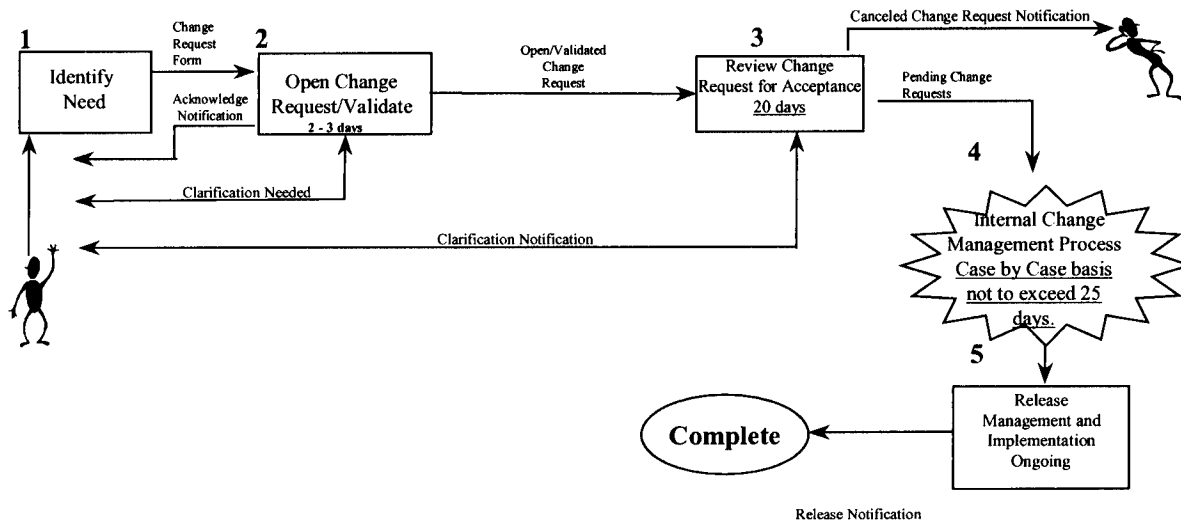 1
Identify
Need
Change
Request
Form
Acknowledge
Notification
2
Open Change
Request/Validate
2 - 3 days
Clarification Needed
Clarification Notification
Open/Validated
Change
Request
3
Review Change
Request for Acceptance
20 days
Canceled Change Request Notification
Pending Change
Requests
4
Internal Change
Management Process
Case by Case basis
not to exceed 25
days.
5
Release
Management and
Implementation
Ongoing
Complete
Release Notification